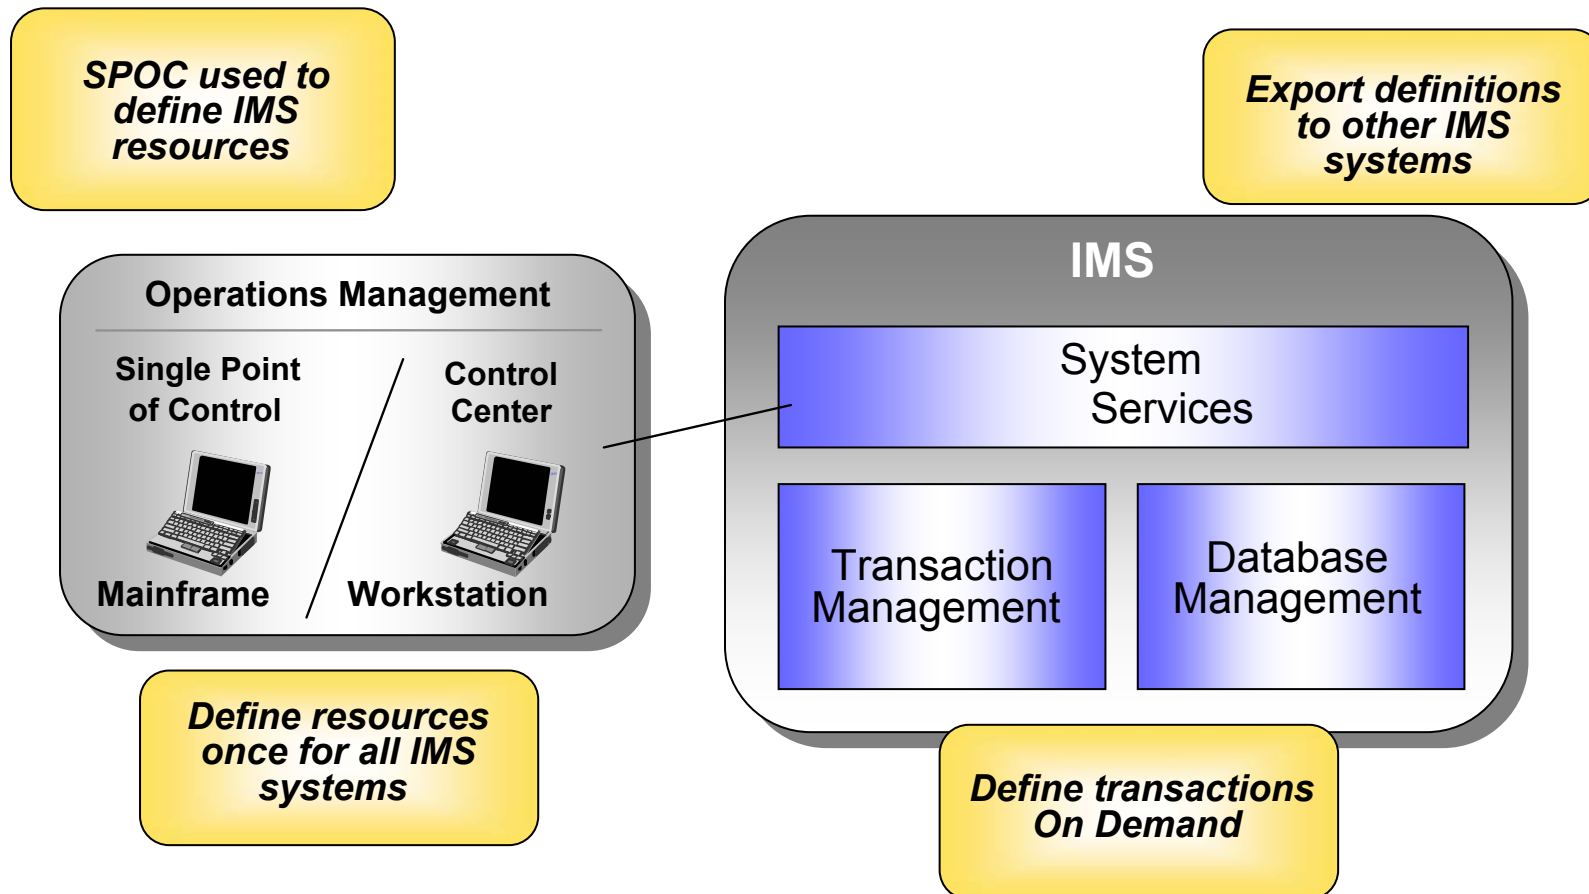 SPOC used to
define IMS
resources
Export definitions
to other IMS
systems
Operations Management
Single Point
of Control
Control
Center
Mainframe
Workstation
IMS
System
Services
Transaction
Management
Database
Management
Define resources
once for all IMS
systems
Define transactions
On Demand